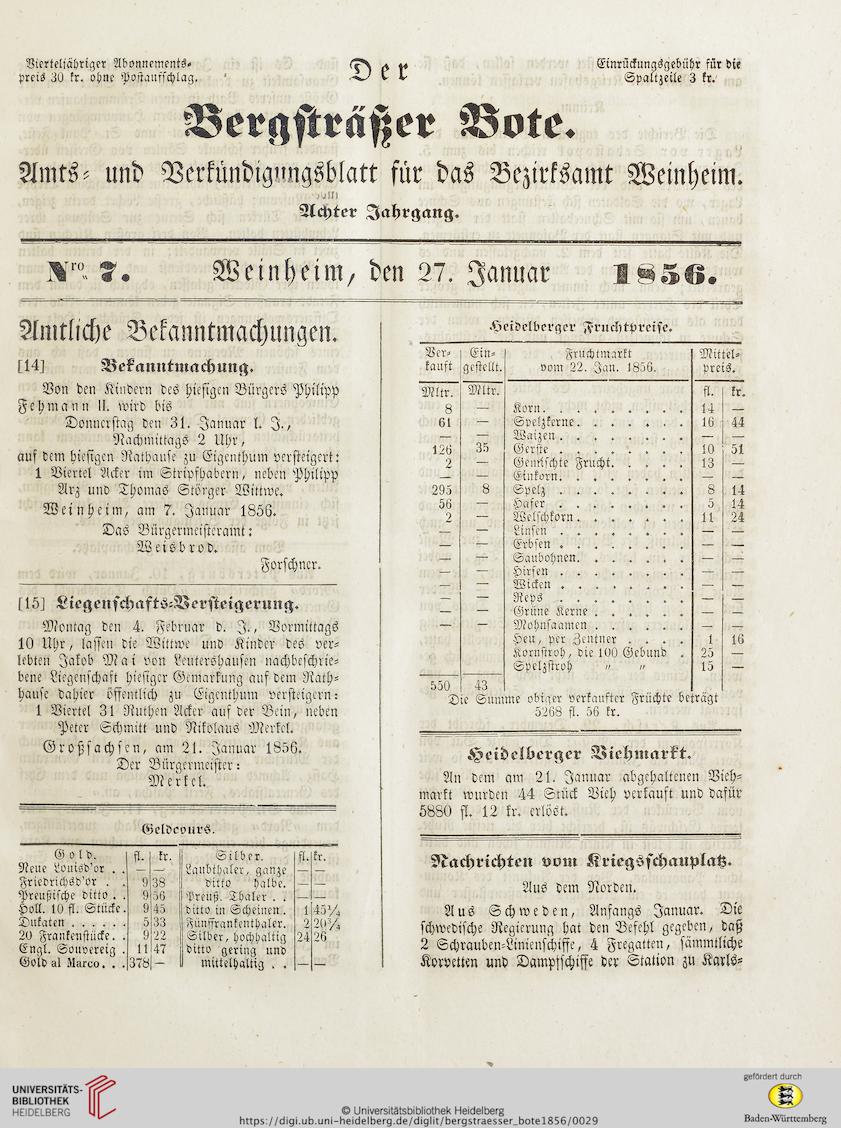 Vierteljähriger Abonnements-
preis 30 kr. ohne Postaufschlag.
Der
Einrückungsgebühr für die
Spaltzeile 3 kr.
Bergsträßer Bote.
Amts- und Verkündigungsblatt für das Bezirksamt Weinheim.
Achter Jahrgang.
Nro 7. Weinheim, den 27. Januar 1856.
Amtliche Bekanntmachungen.
[14] Bekanntmachung.
Von den Kindern des hiesigen Bürgers Philipp
Fehmann II. wird bis
Donnerstag den 31. Januar l. J.,
Nachmittags 2 Uhr,
auf dem hiesigen Rathause zu Eigenthum versteigert:
1 Viertel Acker im Stripfhabern, neben Philipp
Arz und Thomas Störger Wittwe.
Weinheim, am 7. Januar 1856.
Das Bürgermeisteramt:
Weisbrod.
Forschner.
[15] Liegenschafts-Versteigerung.
Montag den 4. Februar d. J., Vormittags
10 Uhr, lassen die Wittwe und Kinder des ver-
lebten Jakob Mai von Leutershausen nachbeschrie-
bene Liegenschaft hiesiger Gemarkung auf dem Rath-
hause dahier öffentlich zu Eigenthum versteigern:
1 Viertel 31 Ruthen Acker auf der Bein, neben
Peter Schmitt und Nikolaus Merkel.
Großsachsen, am 21. Januar 1856.
Der Bürgermeister:
Merkel.
Geldcours.
Gold. fl. kr. Silber. fl. kr.
Neue Louisd'or . . — — Laubthaler, ganze — —
Friedrichsd'or . . 9 38 ditto halbe. — —
Preußische ditto . . 9 56 Preuß. Thaler . . — —
Holl. 10 fl. Stücke. 9 45 ditto in Scheinen. 1 45¼
Dukaten . . . . . . 5 33 Fünffrankenthaler. 2 20¾
20 Frankenstücke. . 9 22 Silber, hochhaltig 24 26
Engl. Souvereig . 11 47 ditto gering und
Gold al Marco. . . 378 — mittelhaltig . . — —
Heidelberger Fruchtpreise.
Ver- Ein- Fruchtmarkt Mittel-
kauft gestellt. vom 22. Jan. 1856. preis.
Mltr. Mltr. fl. kr.
8 — Korn. . . . . . . . 14 —
61 — Spelzkerne. . . . . . . 16 44
— — Waizen . . . . . . . — —
126 35 Gerste . . . . . . . 10 51
2 — Gemischte Frucht. . . . . 13 —
— — Einkorn. . . . . . . — —
295 8 Spelz . . . . . . . 8 14
56 — Hafer . . . . . . . 5 14
2 — Welschkorn. . . . . . . 11 24
— — Linsen . . . . . . . — —
— — Erbsen . . . . . . . — —
— — Saubohnen. . . . . . . — —
— — Hirsen . . . . . . . — —
— — Wicken . . . . . . . — —
— — Reps . . . . . . . — —
— — Grüne Kerne . . . . . — —
— — Mohnsaamen . . . . . — —
Heu, per Zentner . . . . 1 16
Kornstroh, die 100 Gebund . 25 —
Spelzstroh " " 15 —
550 43
Die Summe obiger verkaufter Früchte beträgt
5268 fl. 56 kr.
Heidelberger Viehmarkt.
An dem am 21. Januar abgehaltenen Vieh-
markt wurden 44 Stück Vieh verkauft und dafür
5880 fl. 12 kr. erlöst.
Nachrichten vom Kriegsschauplatz.
Aus dem Norden.
Aus Schweden, Anfangs Januar. Die
schwedische Regierung hat den Befehl gegeben, daß
2 Schrauben-Linienschiffe, 4 Fregatten, sämmtliche
Korvetten und Dampfschiffe der Station zu Karls-
UNIVERSITÄTS-
BIBLIOTHEK
HEIDELBERG
© Universitätsbibliothek Heidelberg
https://digi.ub.uni-heidelberg.de/diglit/bergstraesser_bote1856/0029
gefördert durch
Baden-Württemberg